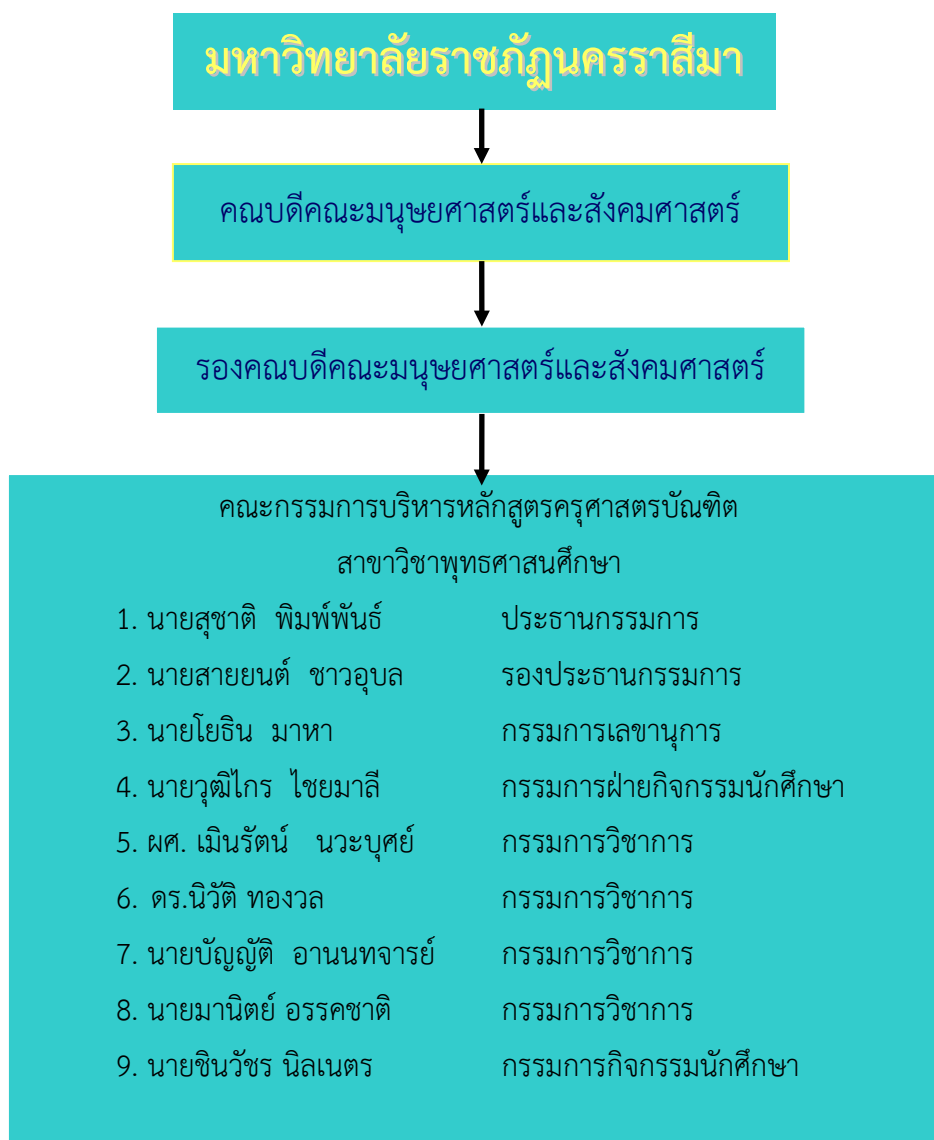 มหาวิทยาลัยราชภัฏนครราสีมา
คณบดีคณะมนุษยศาสตร์และสังคมศาสตร์
รองคณบดีคณะมนุษยศาสตร์และสังคมศาสตร์
คณะกรรมการบริหารหลักสูตรครุศาสตรบัณฑิต
สาขาวิชาพุทธศาสนศึกษา
1. นายสุชาติ พิมพ์พันธ์ ประธานกรรมการ
2. นายสายยนต์ ชาวอุบล รองประธานกรรมการ
3. นายโยธิน มาหา กรรมการเลขานุการ
4. นายวุฒิไกร ไชยมาลี กรรมการฝ่ายกิจกรรมนักศึกษา
5. ผศ. เมินรัตน์ นวะบุศย์ กรรมการวิชาการ
6. ดร.นิวัติ ทองวล กรรมการวิชาการ
7. นายบัญญัติ อานนทจารย์ กรรมการวิชาการ
8. นายมานิตย์ อรรคชาติ กรรมการวิชาการ
9. นายชินวัชร นิลเนตร กรรมการกิจกรรมนักศึกษา